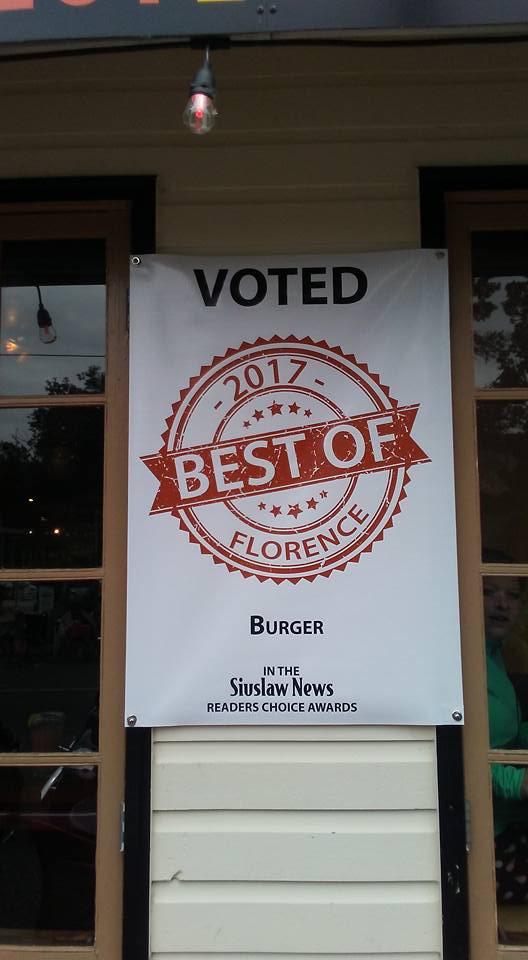 VOTED
- 2017 -
BEST OF
FLORENCE
BURGER
IN THE
Siuslaw News
READERS CHOICE AWARDS